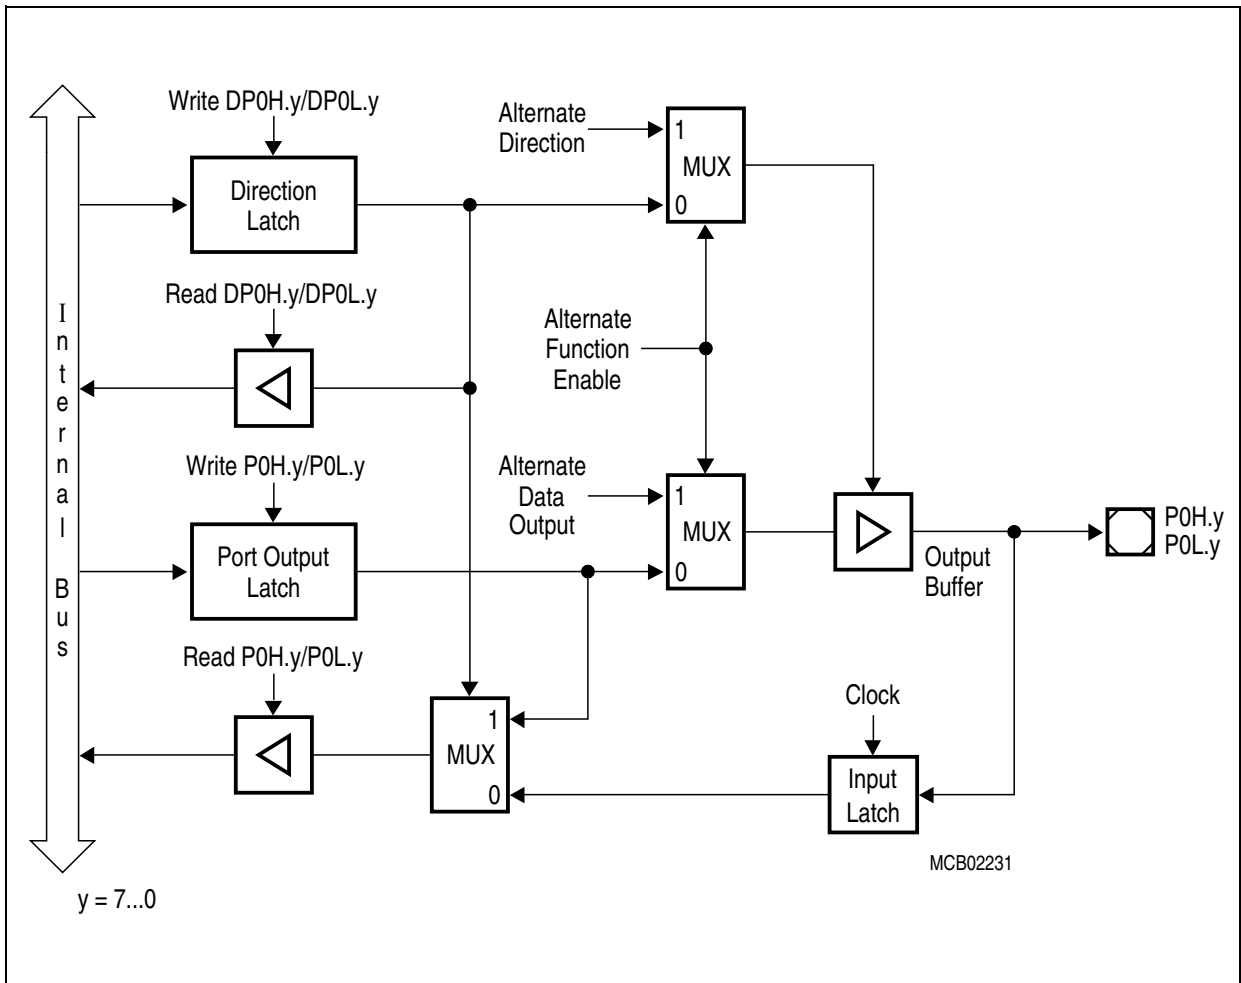 Write DP0H.y/DP0L.y
Alternate
Direction
1
MUX
0
Direction
Latch
Read DP0H.y/DP0L.y
Alternate
Function
Enable
Internal Bus
Write P0H.y/P0L.y
Alternate
Data
Output
1
MUX
0
Port Output
Latch
Output
Buffer
P0H.y
P0L.y
Read P0H.y/P0L.y
1
MUX
0
Clock
Input
Latch
MCB02231
y = 7...0